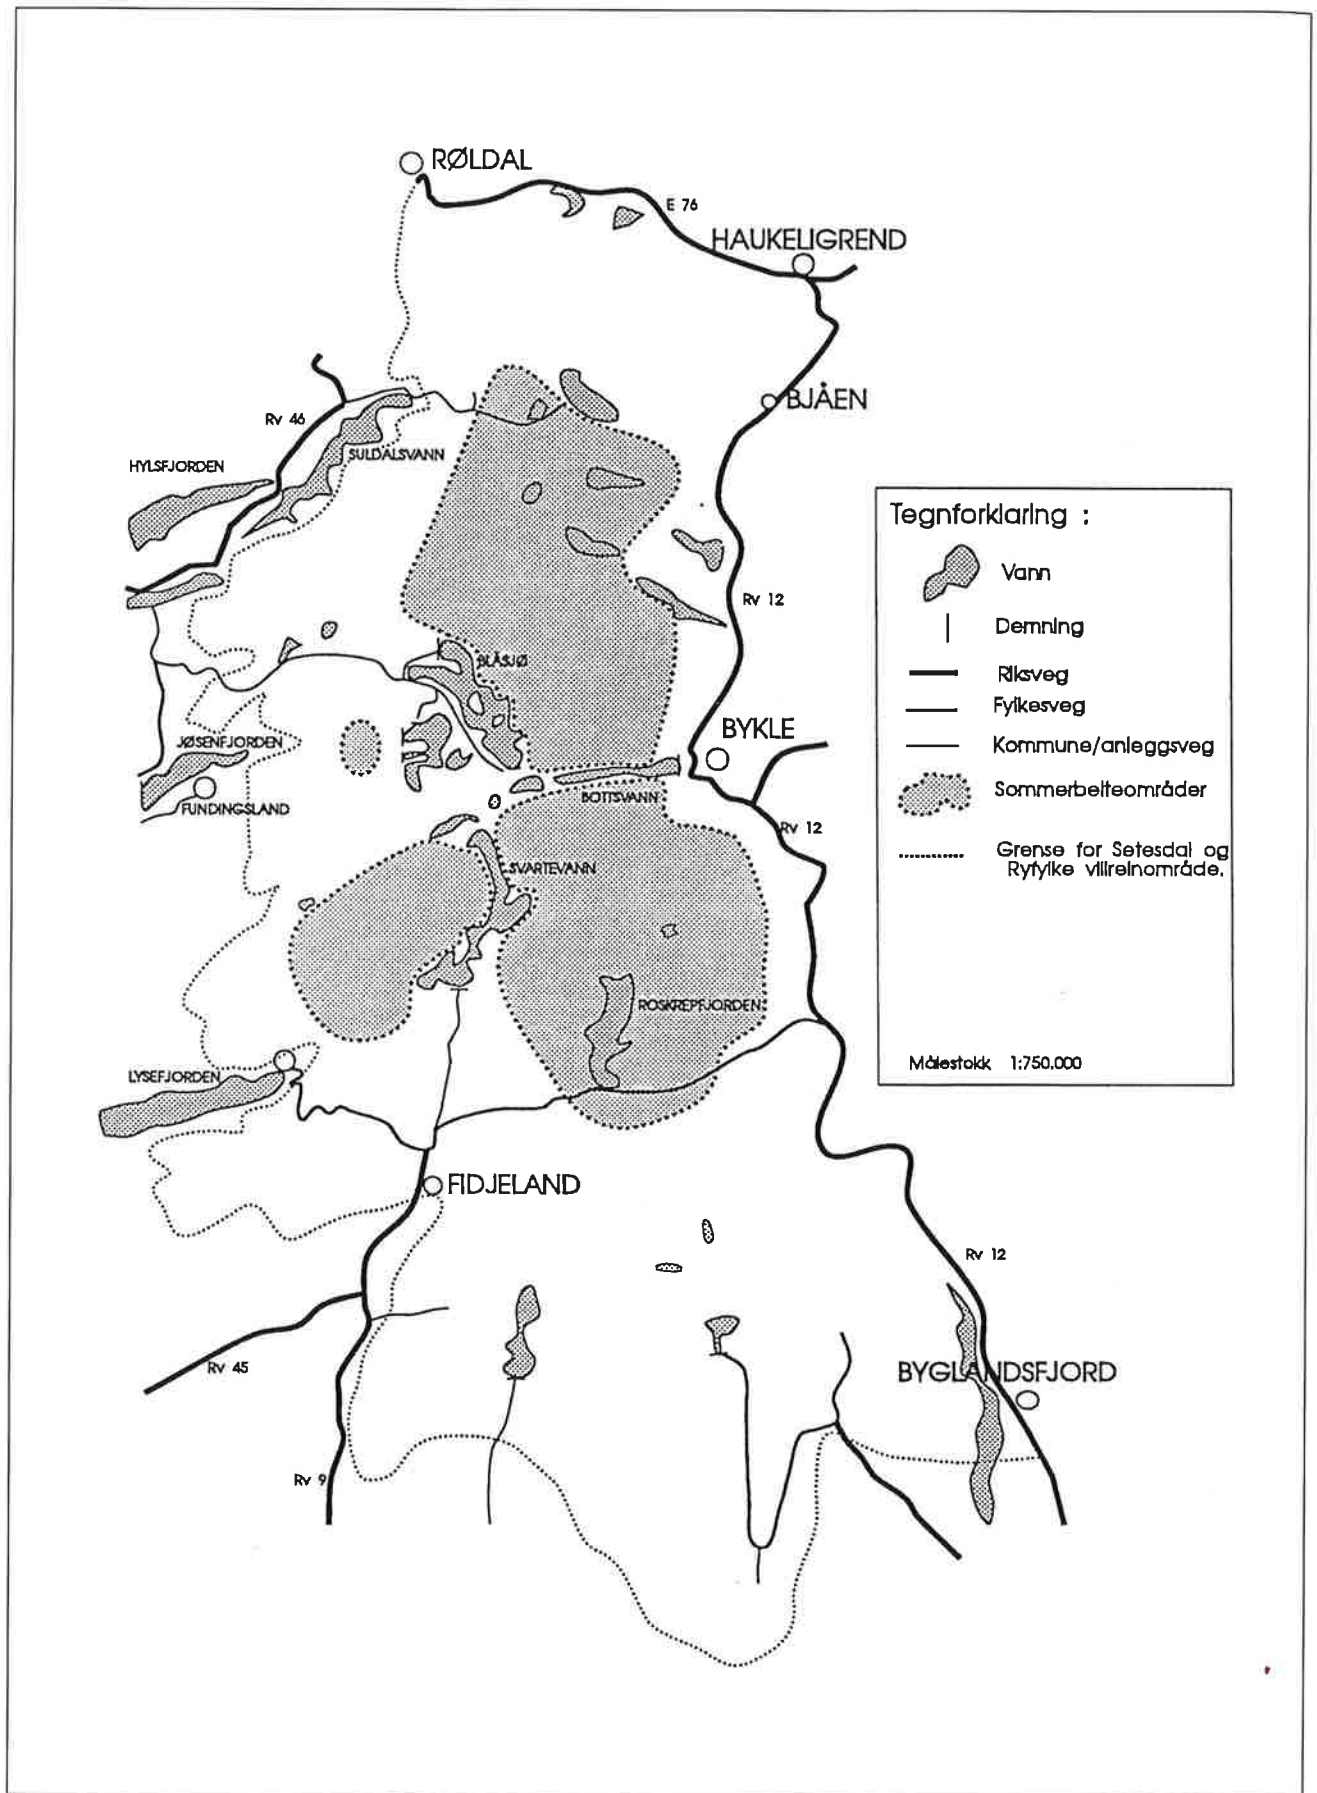 RØLDAL
E 76
HAUKELIGREND
BJÅEN
Rv 46
SULDALSVANN
HYLSFJORDEN
Tegnforklaring :
Vann
Demning
Riksveg
Fylkesveg
Kommune/anleggsveg
Sommerbeiteområder
Grense for Setesdal og
Ryfylke villreinområde.
Målestokk 1:750.000
Rv 12
BLÅSJØ
BYKLE
JØSENFJORDEN
FUNDINGSLAND
BOTTSVANN
Rv 12
SVARTEVANN
ROSKREPFJORDEN
LYSEFJORDEN
FIDJELAND
Rv 12
Rv 45
BYGLANDSFJORD
Rv 9